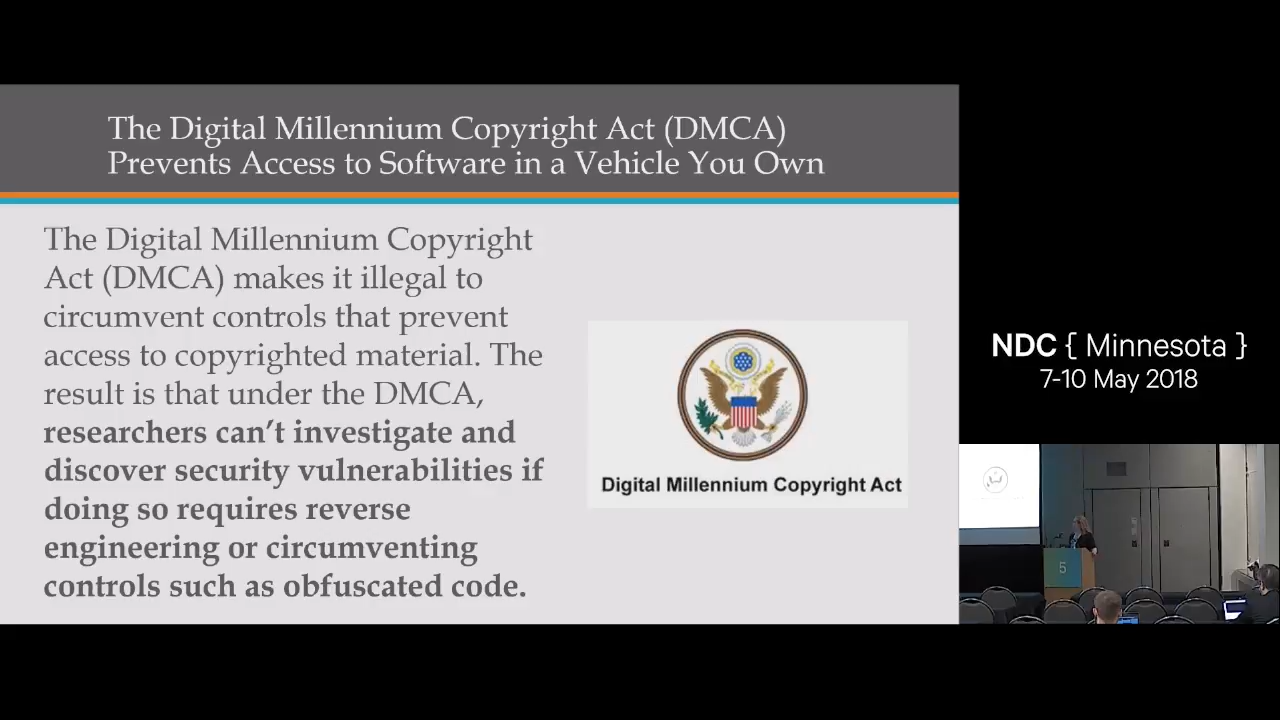 The Digital Millennium Copyright Act (DMCA)
Prevents Access to Software in a Vehicle You Own
The Digital Millennium Copyright
Act (DMCA) makes it illegal to
circumvent controls that prevent
access to copyrighted material. The
result is that under the DMCA,
researchers can’t investigate and
discover security vulnerabilities if
doing so requires reverse
engineering or circumventing
controls such as obfuscated code.
Digital Millennium Copyright Act
NDC { Minnesota }
7-10 May 2018
5